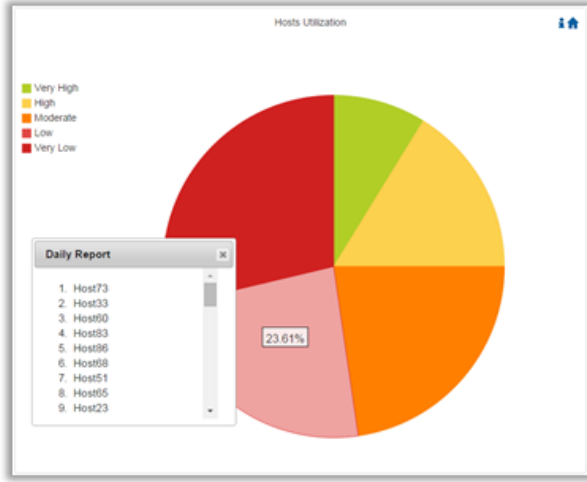 Hosts Utilization
Very High
High
Moderate
Low
Very Low
Daily Report
1. Host73
2. Host33
3. Host60
4. Host83
5. Host86
6. Host68
7. Host51
8. Host65
9. Host23
23.61%